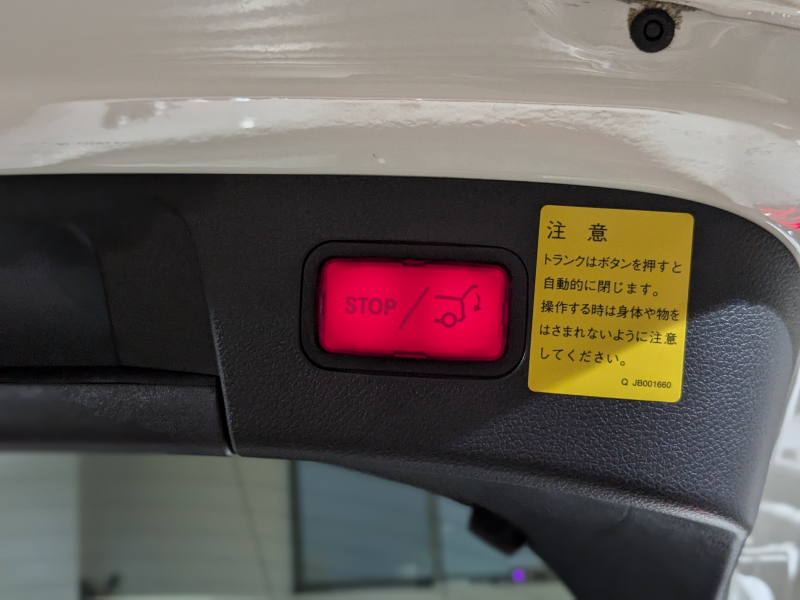 STOP /
注 意
トランクはボタンを押すと
自動的に閉じます。
操作する時は身体や物を
はさまれないように注意
してください。
Q JB001660